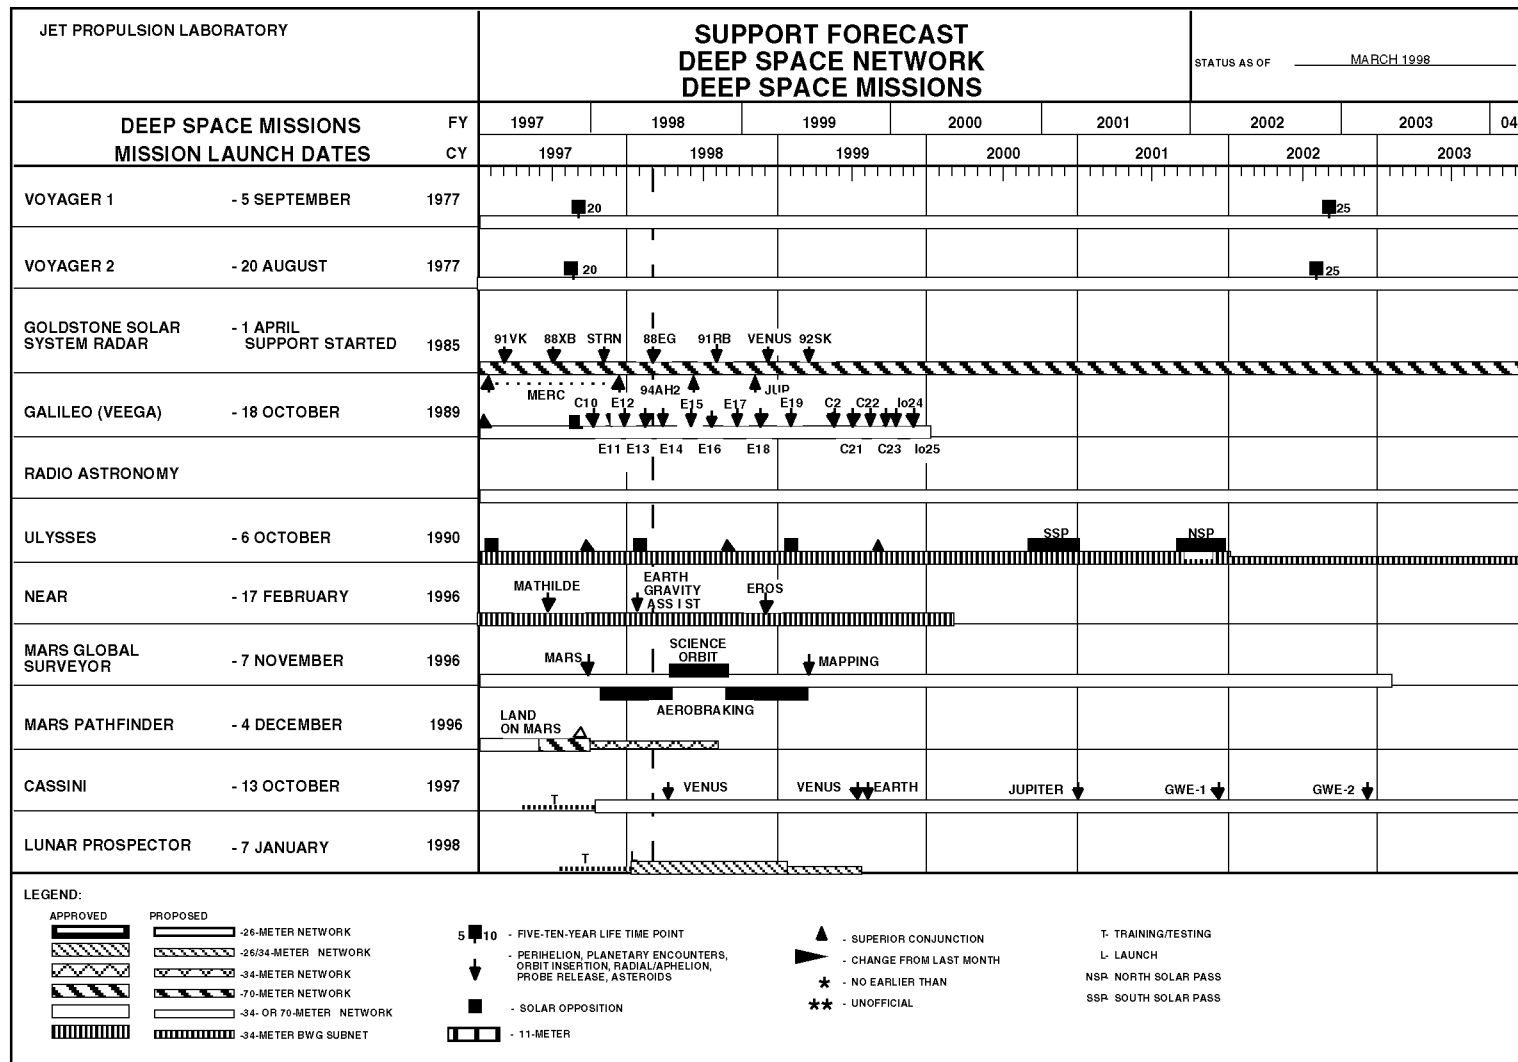 JET PROPULSION LABORATORY
SUPPORT FORECAST
DEEP SPACE NETWORK
DEEP SPACE MISSIONS
STATUS AS OF MARCH 1998
DEEP SPACE MISSIONS FY 1997 1998 1999 2000 2001 2002 2003 04
MISSION LAUNCH DATES CY 1997 1998 1999 2000 2001 2002 2003
VOYAGER 1 - 5 SEPTEMBER 1977 20 25
VOYAGER 2 - 20 AUGUST 1977 20 25
GOLDSTONE SOLAR - 1 APRIL
SYSTEM RADAR SUPPORT STARTED 1985
91VK 88XB STRN 88EG 91RB VENUS 92SK
MERC 94AH2 JUP
GALILEO (VEEGA) - 18 OCTOBER 1989
C10 E12 E15 E17 E19 C2 C22 Io24
E11 E13 E14 E16 E18 C21 C23 Io25
RADIO ASTRONOMY
ULYSSES - 6 OCTOBER 1990 SSP NSP
NEAR - 17 FEBRUARY 1996
MATHILDE EARTH
GRAVITY
ASSIST EROS
MARS GLOBAL
SURVEYOR - 7 NOVEMBER 1996
MARS SCIENCE
ORBIT MAPPING
AEROBRAKING
MARS PATHFINDER - 4 DECEMBER 1996
LAND
ON MARS
CASSINI - 13 OCTOBER 1997
T VENUS VENUS EARTH JUPITER GWE-1 GWE-2
LUNAR PROSPECTOR - 7 JANUARY 1998
T L
LEGEND:
APPROVED PROPOSED
-26-METER NETWORK
-26/34-METER NETWORK
-34-METER NETWORK
-70-METER NETWORK
-34- OR 70-METER NETWORK
-34-METER BWG SUBNET
5 10 - FIVE-TEN-YEAR LIFE TIME POINT
- PERIHELION, PLANETARY ENCOUNTERS,
ORBIT INSERTION, RADIAL/APHELION,
PROBE RELEASE, ASTEROIDS
- SOLAR OPPOSITION
- 11-METER
- SUPERIOR CONJUNCTION
- CHANGE FROM LAST MONTH
* - NO EARLIER THAN
** - UNOFFICIAL
T- TRAINING/TESTING
L- LAUNCH
NSP- NORTH SOLAR PASS
SSP- SOUTH SOLAR PASS